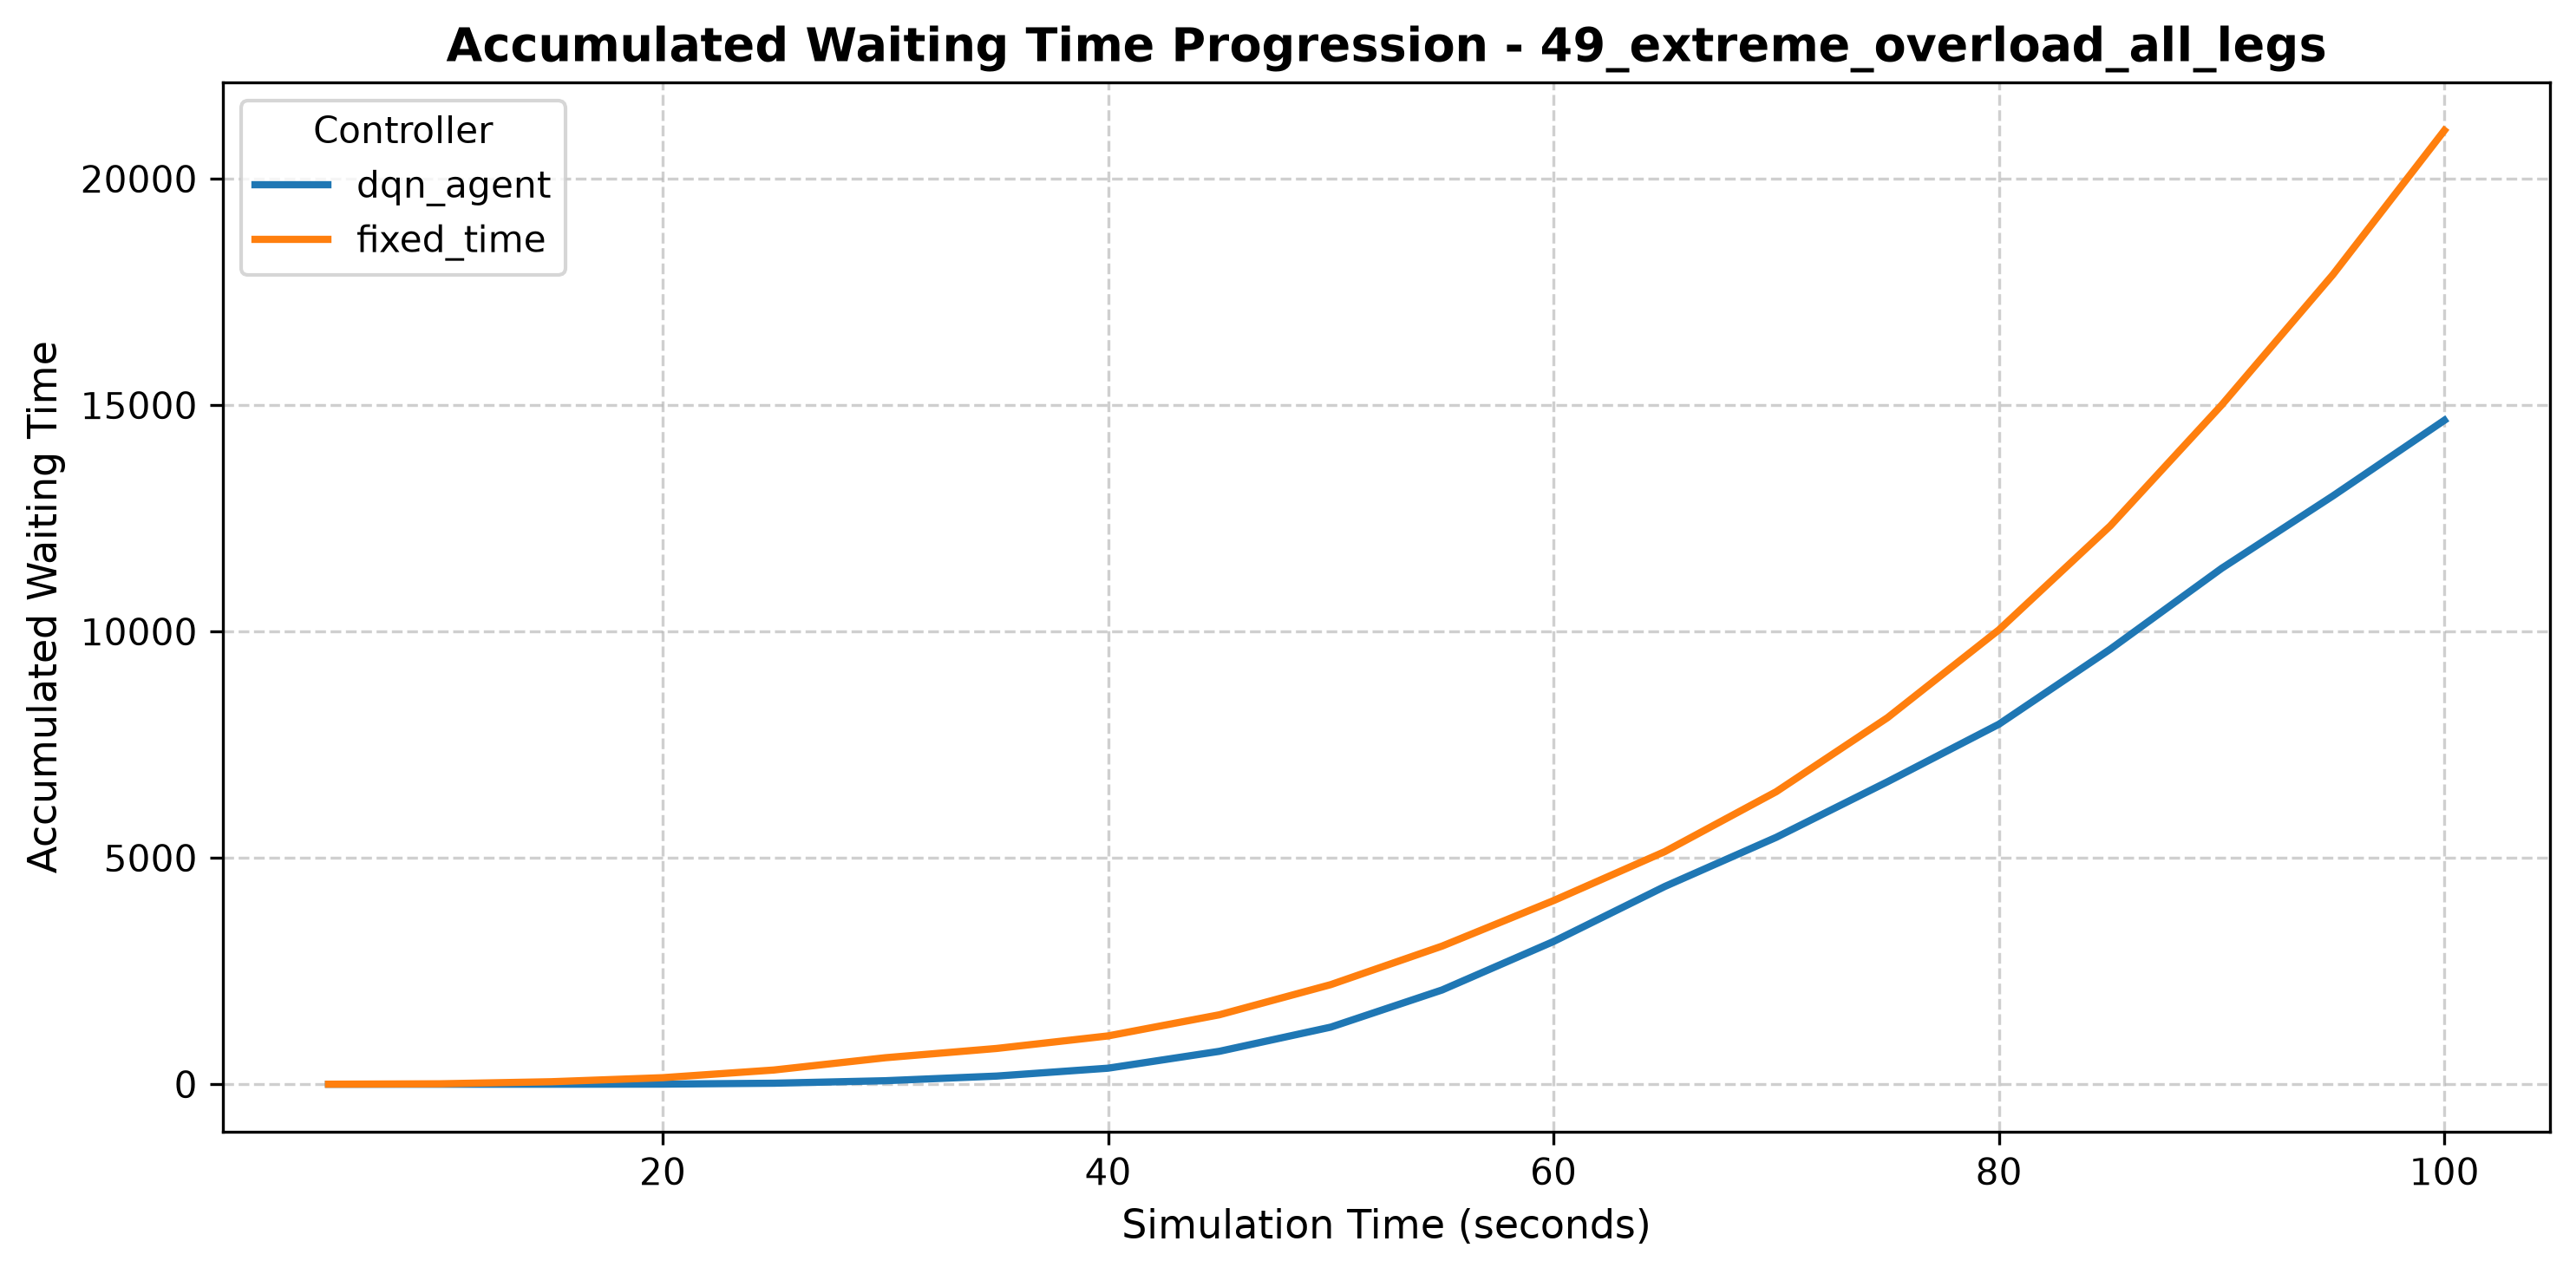 Accumulated Waiting Time Progression - 49_extreme_overload_all_legs
Controller
dqn_agent
fixed_time
Accumulated Waiting Time
20000
15000
10000
5000
0
20
40
60
80
100
Simulation Time (seconds)